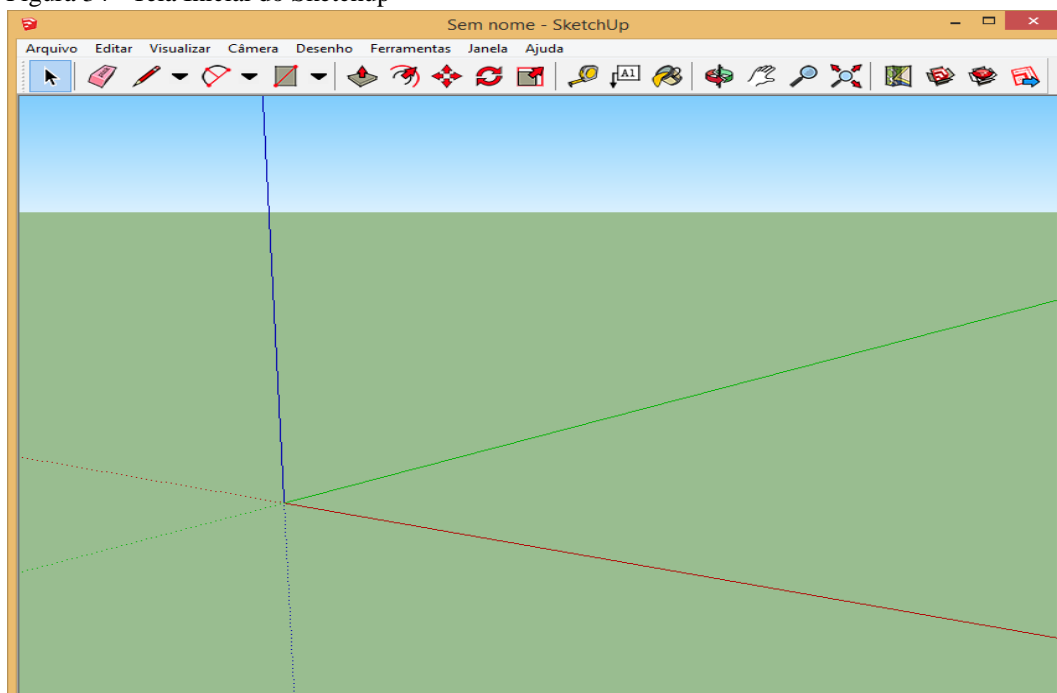 Sem nome - SketchUp
Arquivo Editar Visualizar Câmera Desenho Ferramentas Janela Ajuda
A1